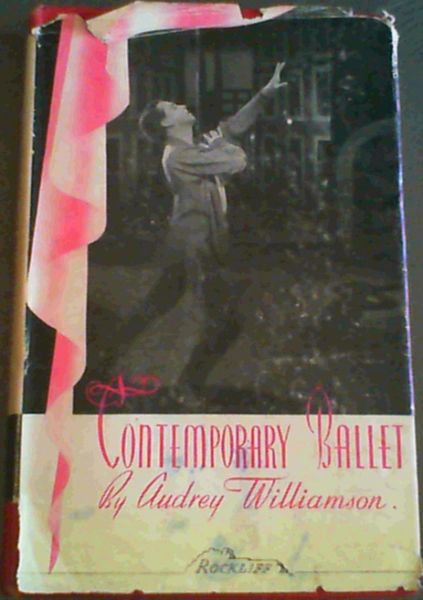 CONTEMPORARY BALLET
By Audrey Williamson.
ROCKLIFF